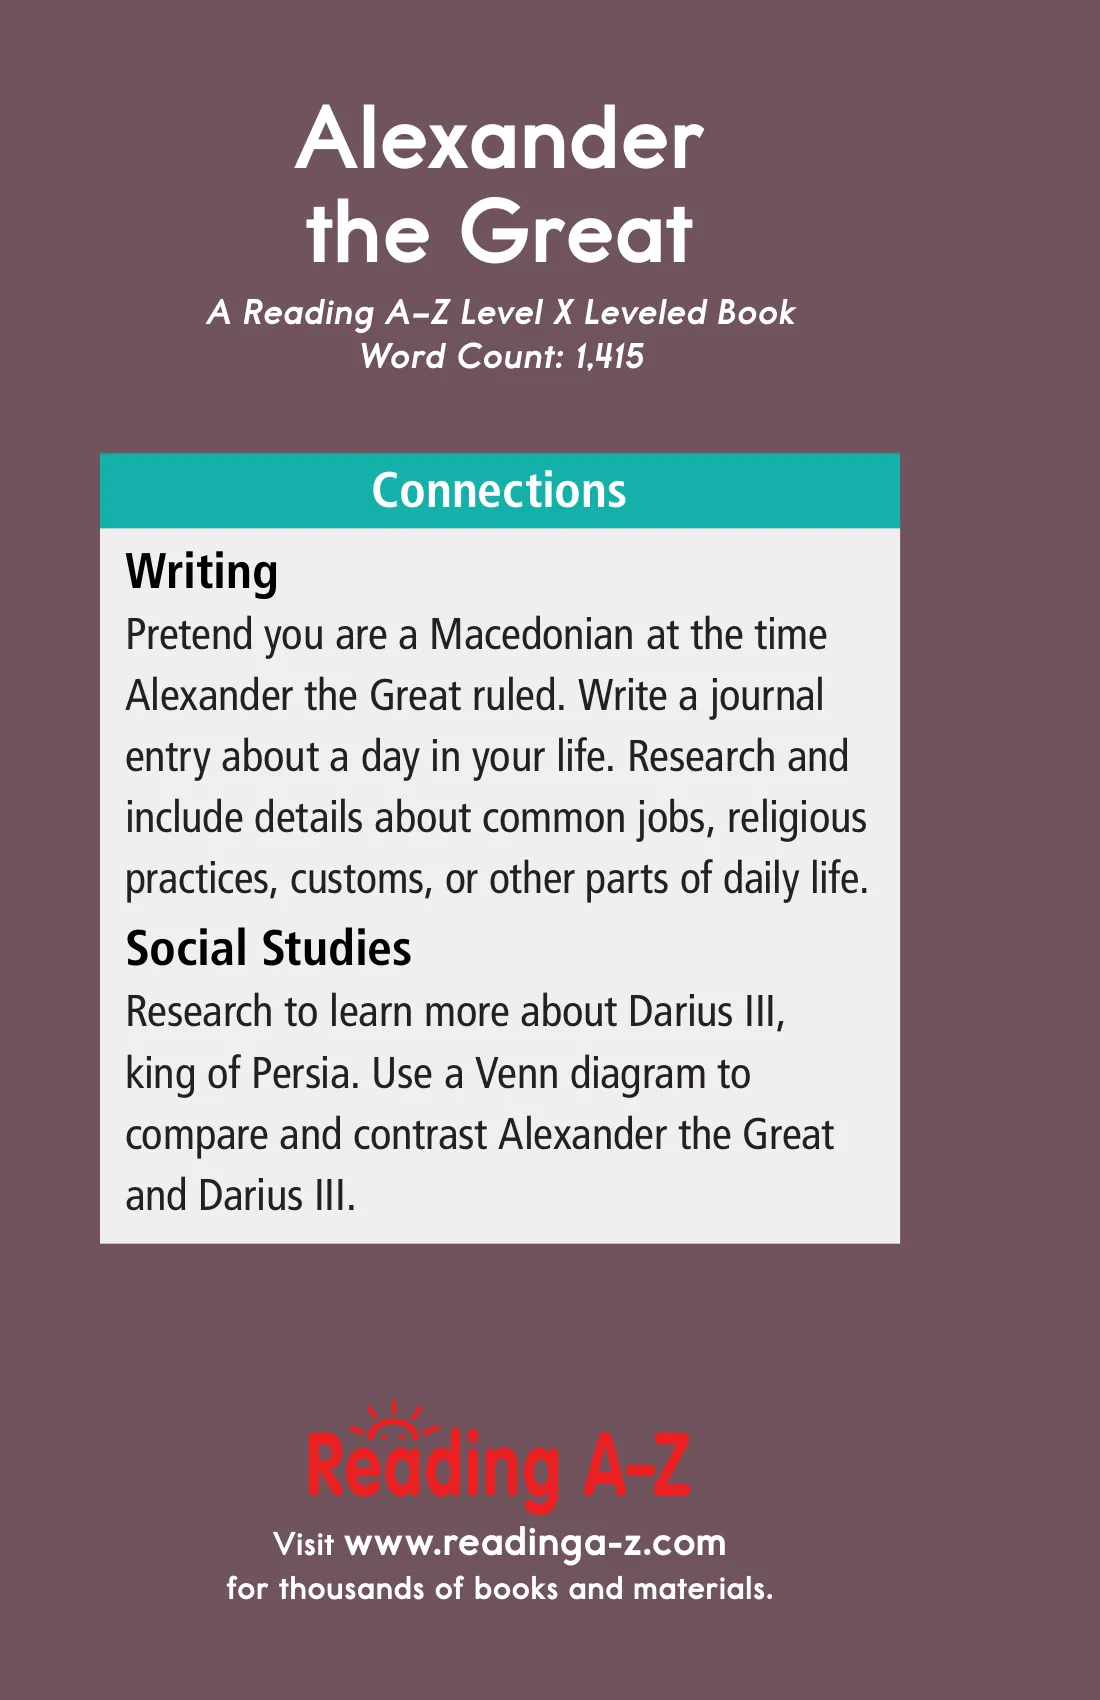 Alexander
the Great
A Reading A–Z Level X Leveled Book
Word Count: 1,415
Connections
Writing
Pretend you are a Macedonian at the time
Alexander the Great ruled. Write a journal
entry about a day in your life. Research and
include details about common jobs, religious
practices, customs, or other parts of daily life.
Social Studies
Research to learn more about Darius III,
king of Persia. Use a Venn diagram to
compare and contrast Alexander the Great
and Darius III.
Reading A–Z
Visit www.readinga-z.com
for thousands of books and materials.